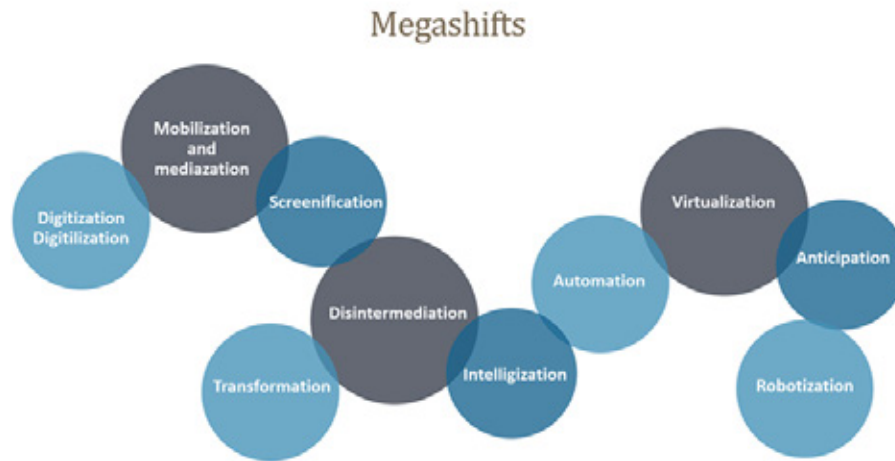 Megashifts
Mobilization
and
mediazation
Digitization
Digitilization
Screenification
Disintermediation
Transformation
Intelligization
Automation
Virtualization
Anticipation
Robotization